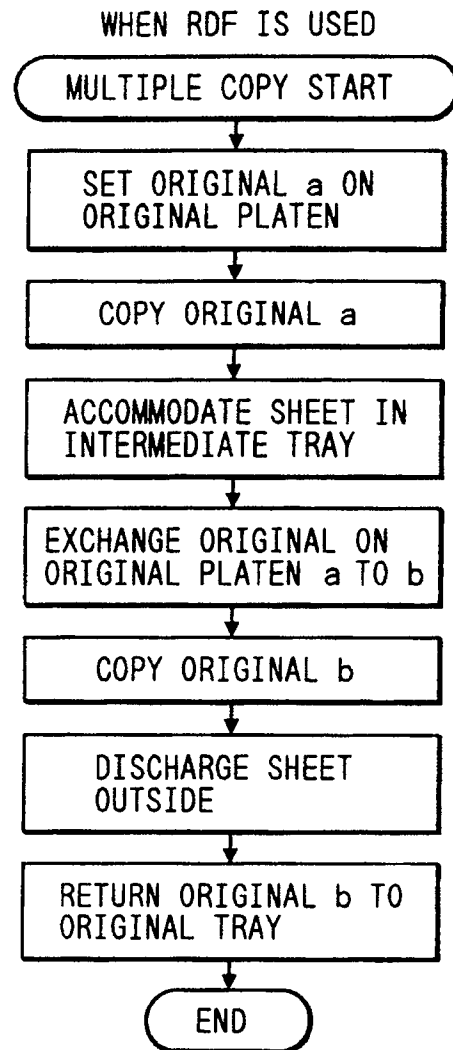 WHEN RDF IS USED
MULTIPLE COPY START
SET ORIGINAL a ON
ORIGINAL PLATEN
COPY ORIGINAL a
ACCOMMODATE SHEET IN
INTERMEDIATE TRAY
EXCHANGE ORIGINAL ON
ORIGINAL PLATEN a TO b
COPY ORIGINAL b
DISCHARGE SHEET
OUTSIDE
RETURN ORIGINAL b TO
ORIGINAL TRAY
END